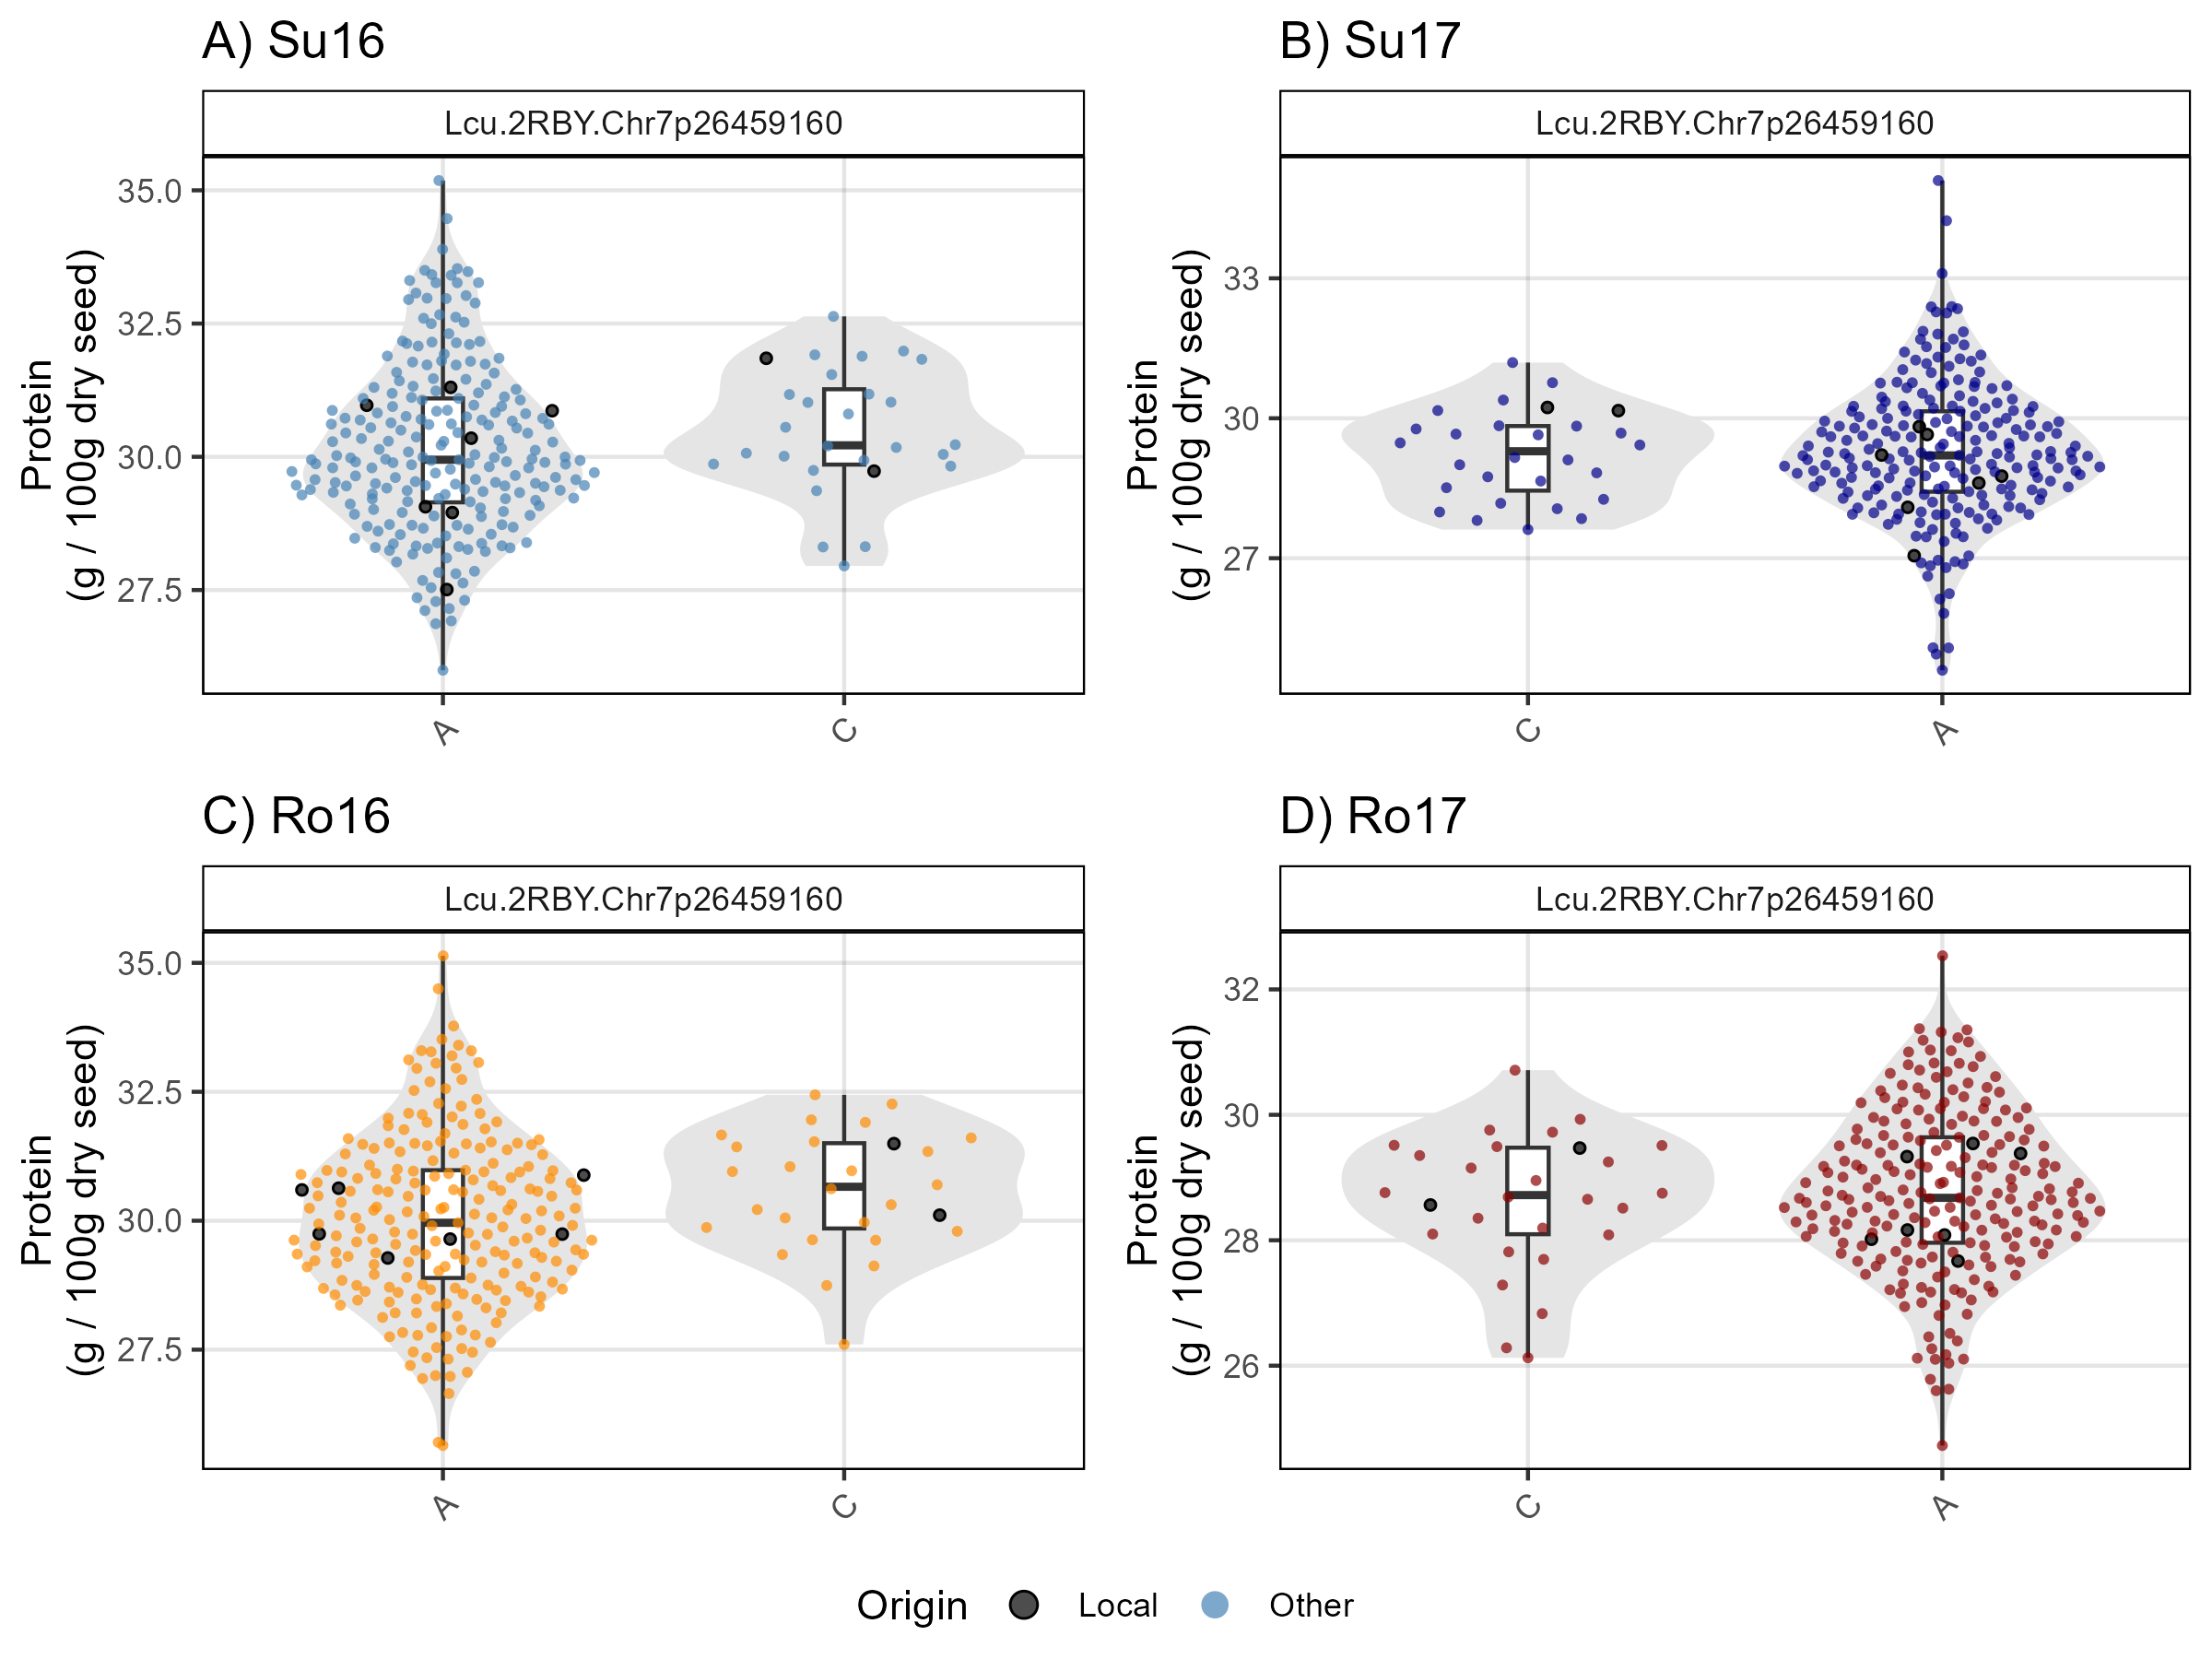 A) Su16
Lcu.2RBY.Chr7p26459160
Protein
(g / 100g dry seed)
35.0
32.5
30.0
27.5
A
C
B) Su17
Lcu.2RBY.Chr7p26459160
Protein
(g / 100g dry seed)
33
30
27
C
A
C) Ro16
Lcu.2RBY.Chr7p26459160
Protein
(g / 100g dry seed)
35.0
32.5
30.0
27.5
A
C
D) Ro17
Lcu.2RBY.Chr7p26459160
Protein
(g / 100g dry seed)
32
30
28
26
C
A
Origin Local Other